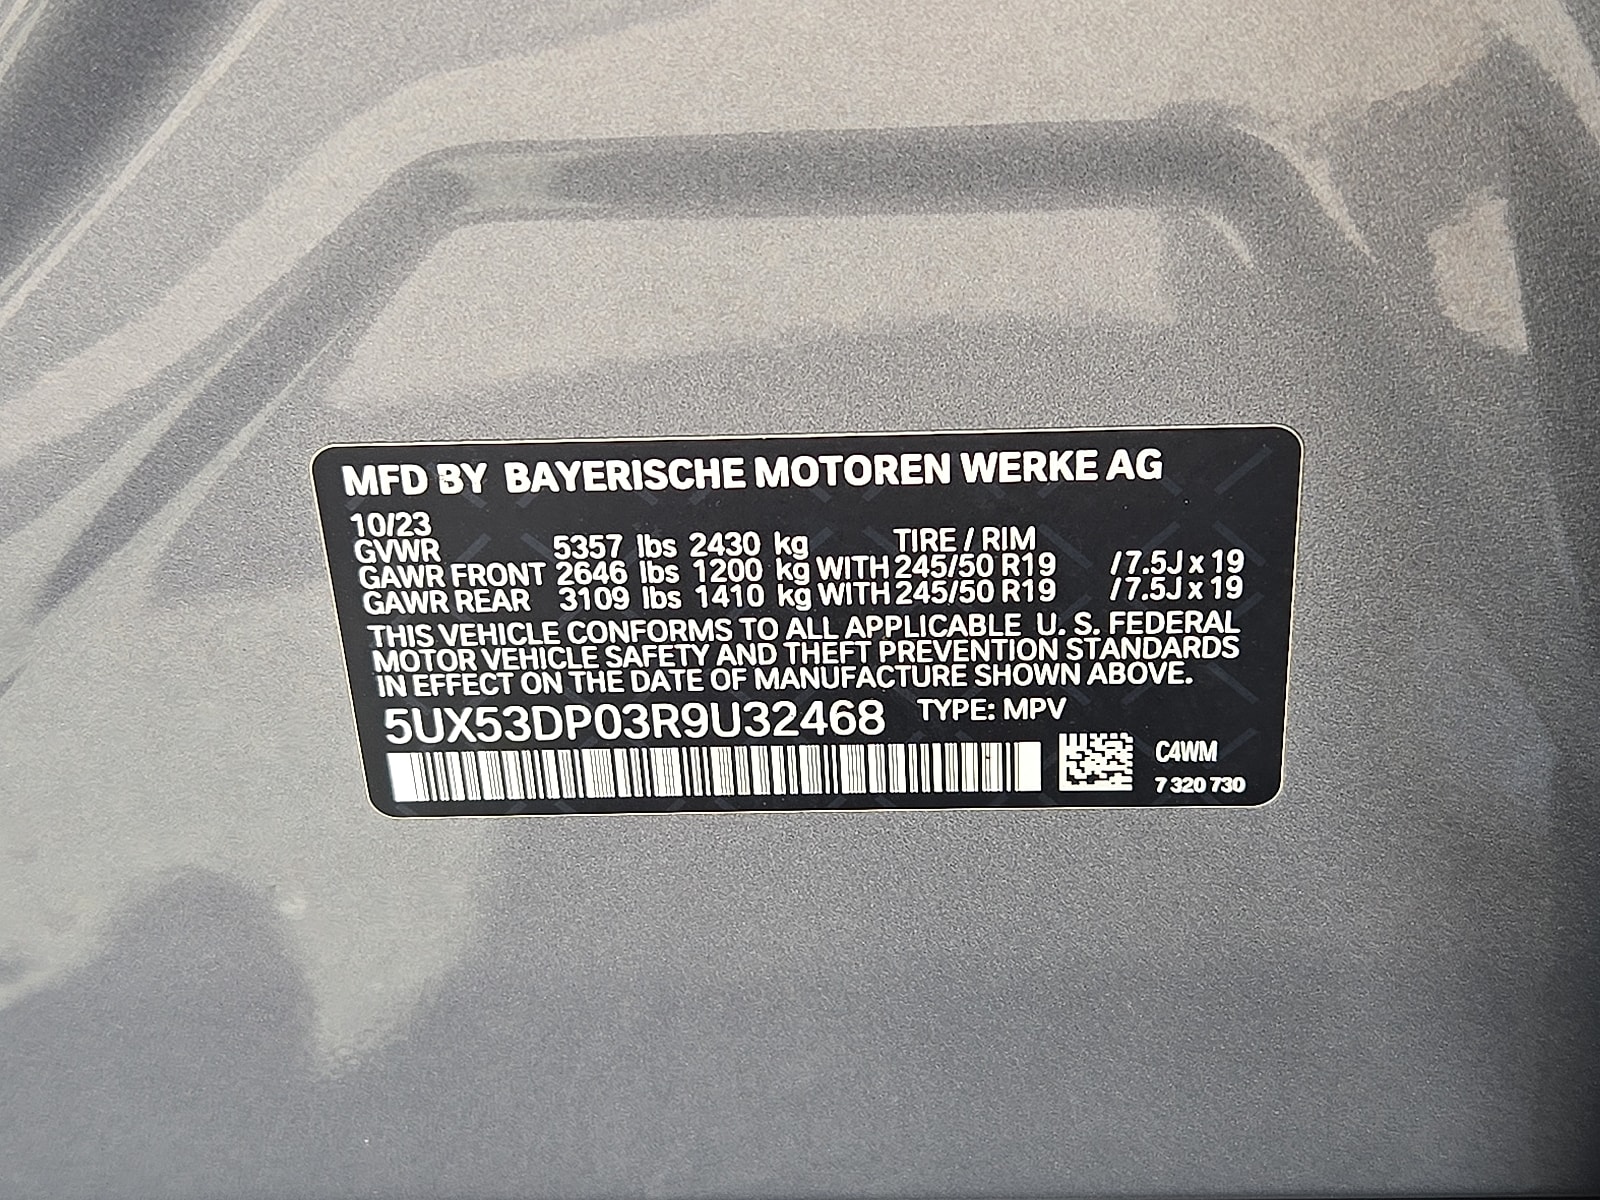 MFD BY BAYERISCHE MOTOREN WERKE AG
10/23
GVWR 5357 lbs 2430 kg TIRE / RIM
GAWR FRONT 2646 lbs 1200 kg WITH 245/50 R19 /7.5J x 19
GAWR REAR 3109 lbs 1410 kg WITH 245/50 R19 /7.5J x 19
THIS VEHICLE CONFORMS TO ALL APPLICABLE U. S. FEDERAL
MOTOR VEHICLE SAFETY AND THEFT PREVENTION STANDARDS
IN EFFECT ON THE DATE OF MANUFACTURE SHOWN ABOVE.
5UX53DP03R9U32468 TYPE: MPV
C4WM
7 320 730